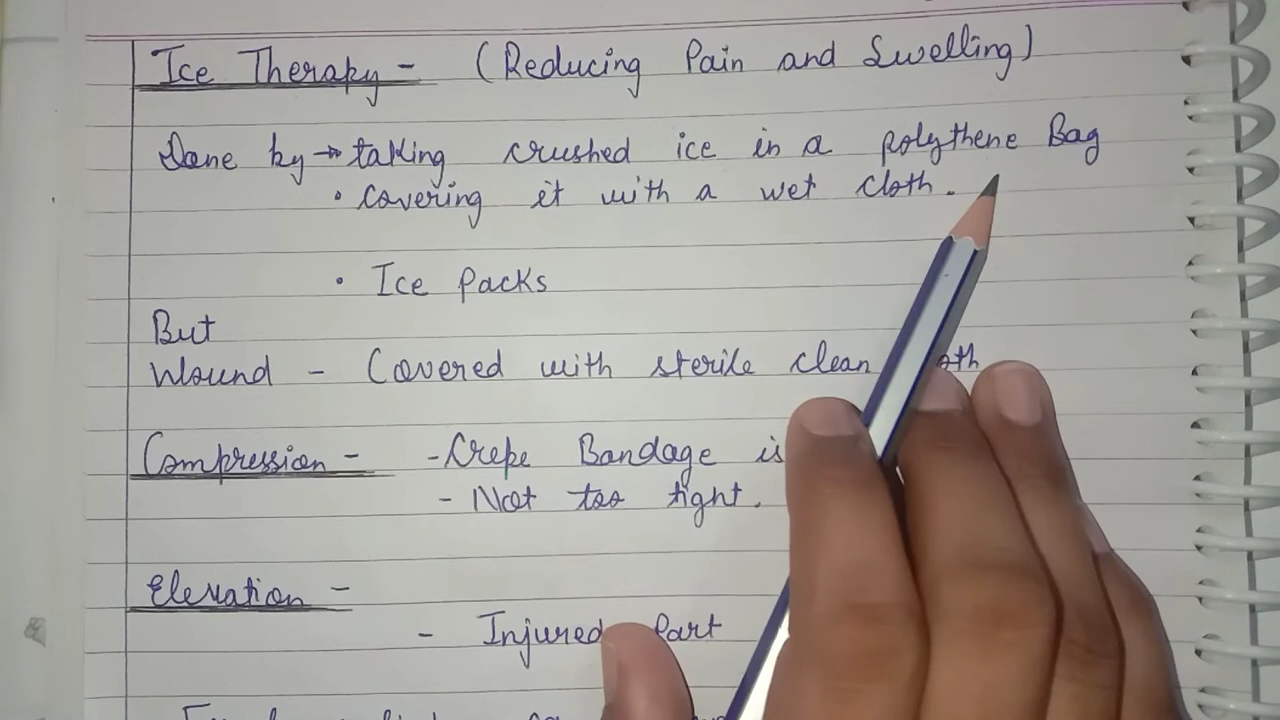 Ice Therapy - (Reducing Pain and Swelling)
Done by → taking crushed ice in a polythene Bag
• Covering it with a wet cloth.
• Ice Packs
But
Wound - Covered with sterile clean
Compression - - Crepe Bandage is
- Not too tight.
Elevation -
- Injured Part